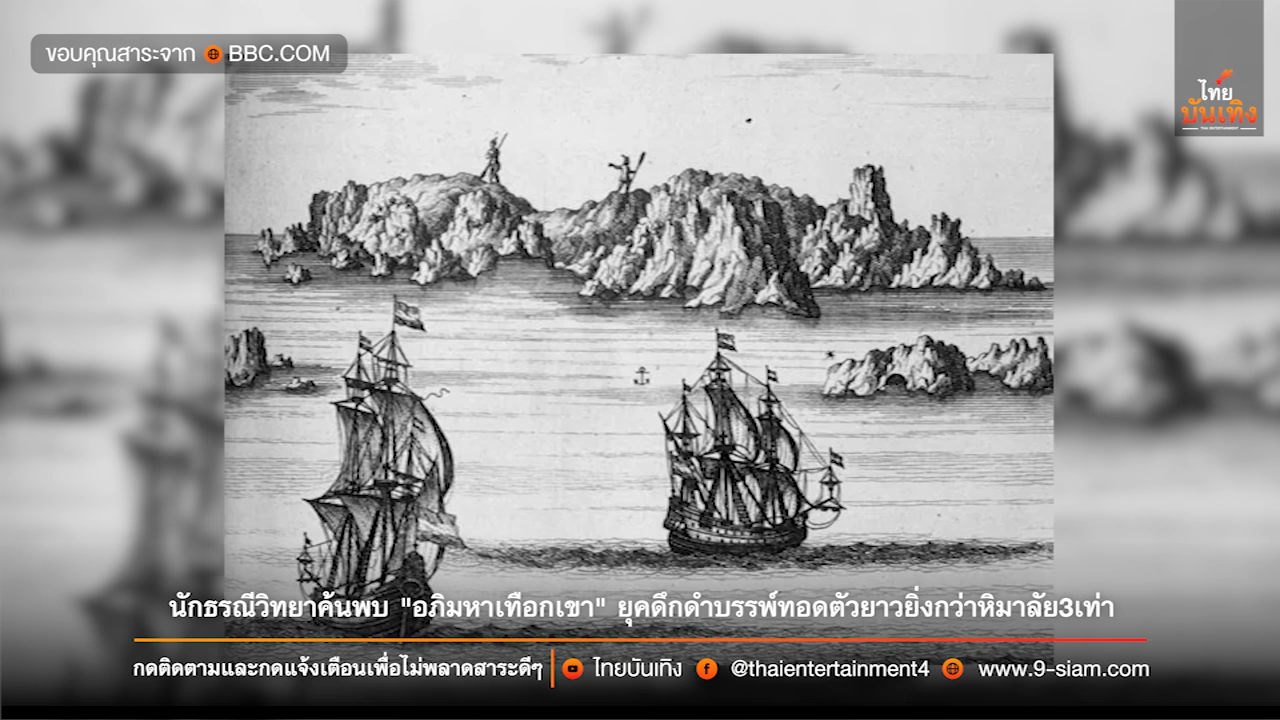 ขอบคุณสาระจาก BBC.COM
ไทย
บันเทิง
THAI ENTERTAINMENT
นักธรณีวิทยาค้นพบ "อภิมหาเทือกเขา" ยุคดึกดำบรรพ์ทอดตัวยาวยิ่งกว่าหิมาลัย3เท่า
กดติดตามและกดแจ้งเตือนเพื่อไม่พลาดสาระดีๆ ไทยบันเทิง @thaientertainment4 www.9-siam.com